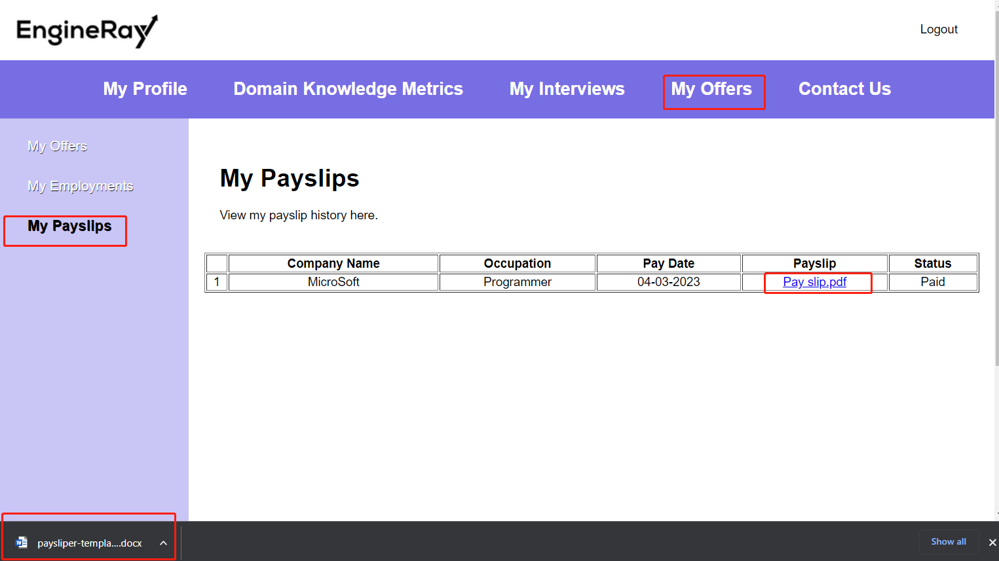 EngineRay
Logout
My Profile Domain Knowledge Metrics My Interviews My Offers Contact Us
My Offers
My Employments
My Payslips
My Payslips
View my payslip history here.
Company Name Occupation Pay Date Payslip Status
1 MicroSoft Programmer 04-03-2023 Pay slip.pdf Paid
paysliper-templa....docx
Show all